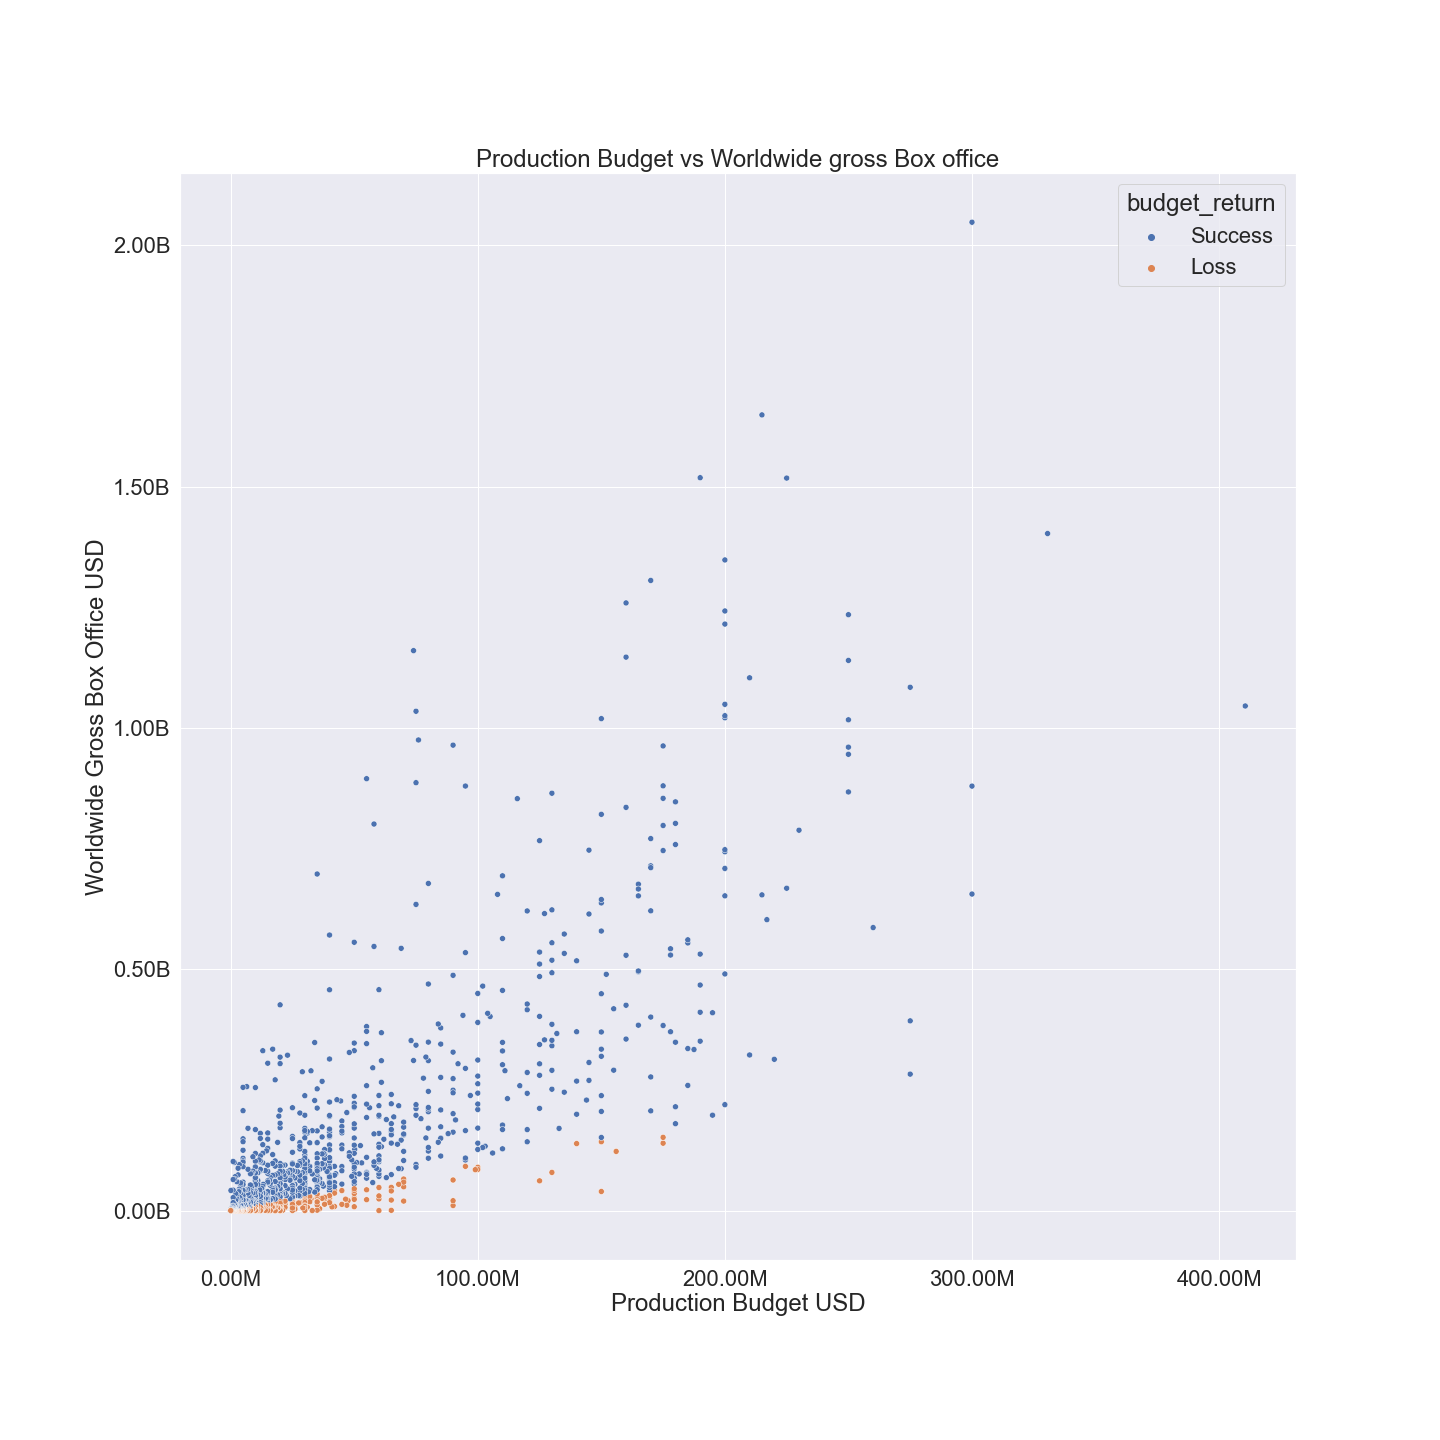 Production Budget vs Worldwide gross Box office
budget_return
Success
Loss
2.00B
1.50B
1.00B
0.50B
0.00B
Worldwide Gross Box Office USD
0.00M 100.00M 200.00M 300.00M 400.00M
Production Budget USD